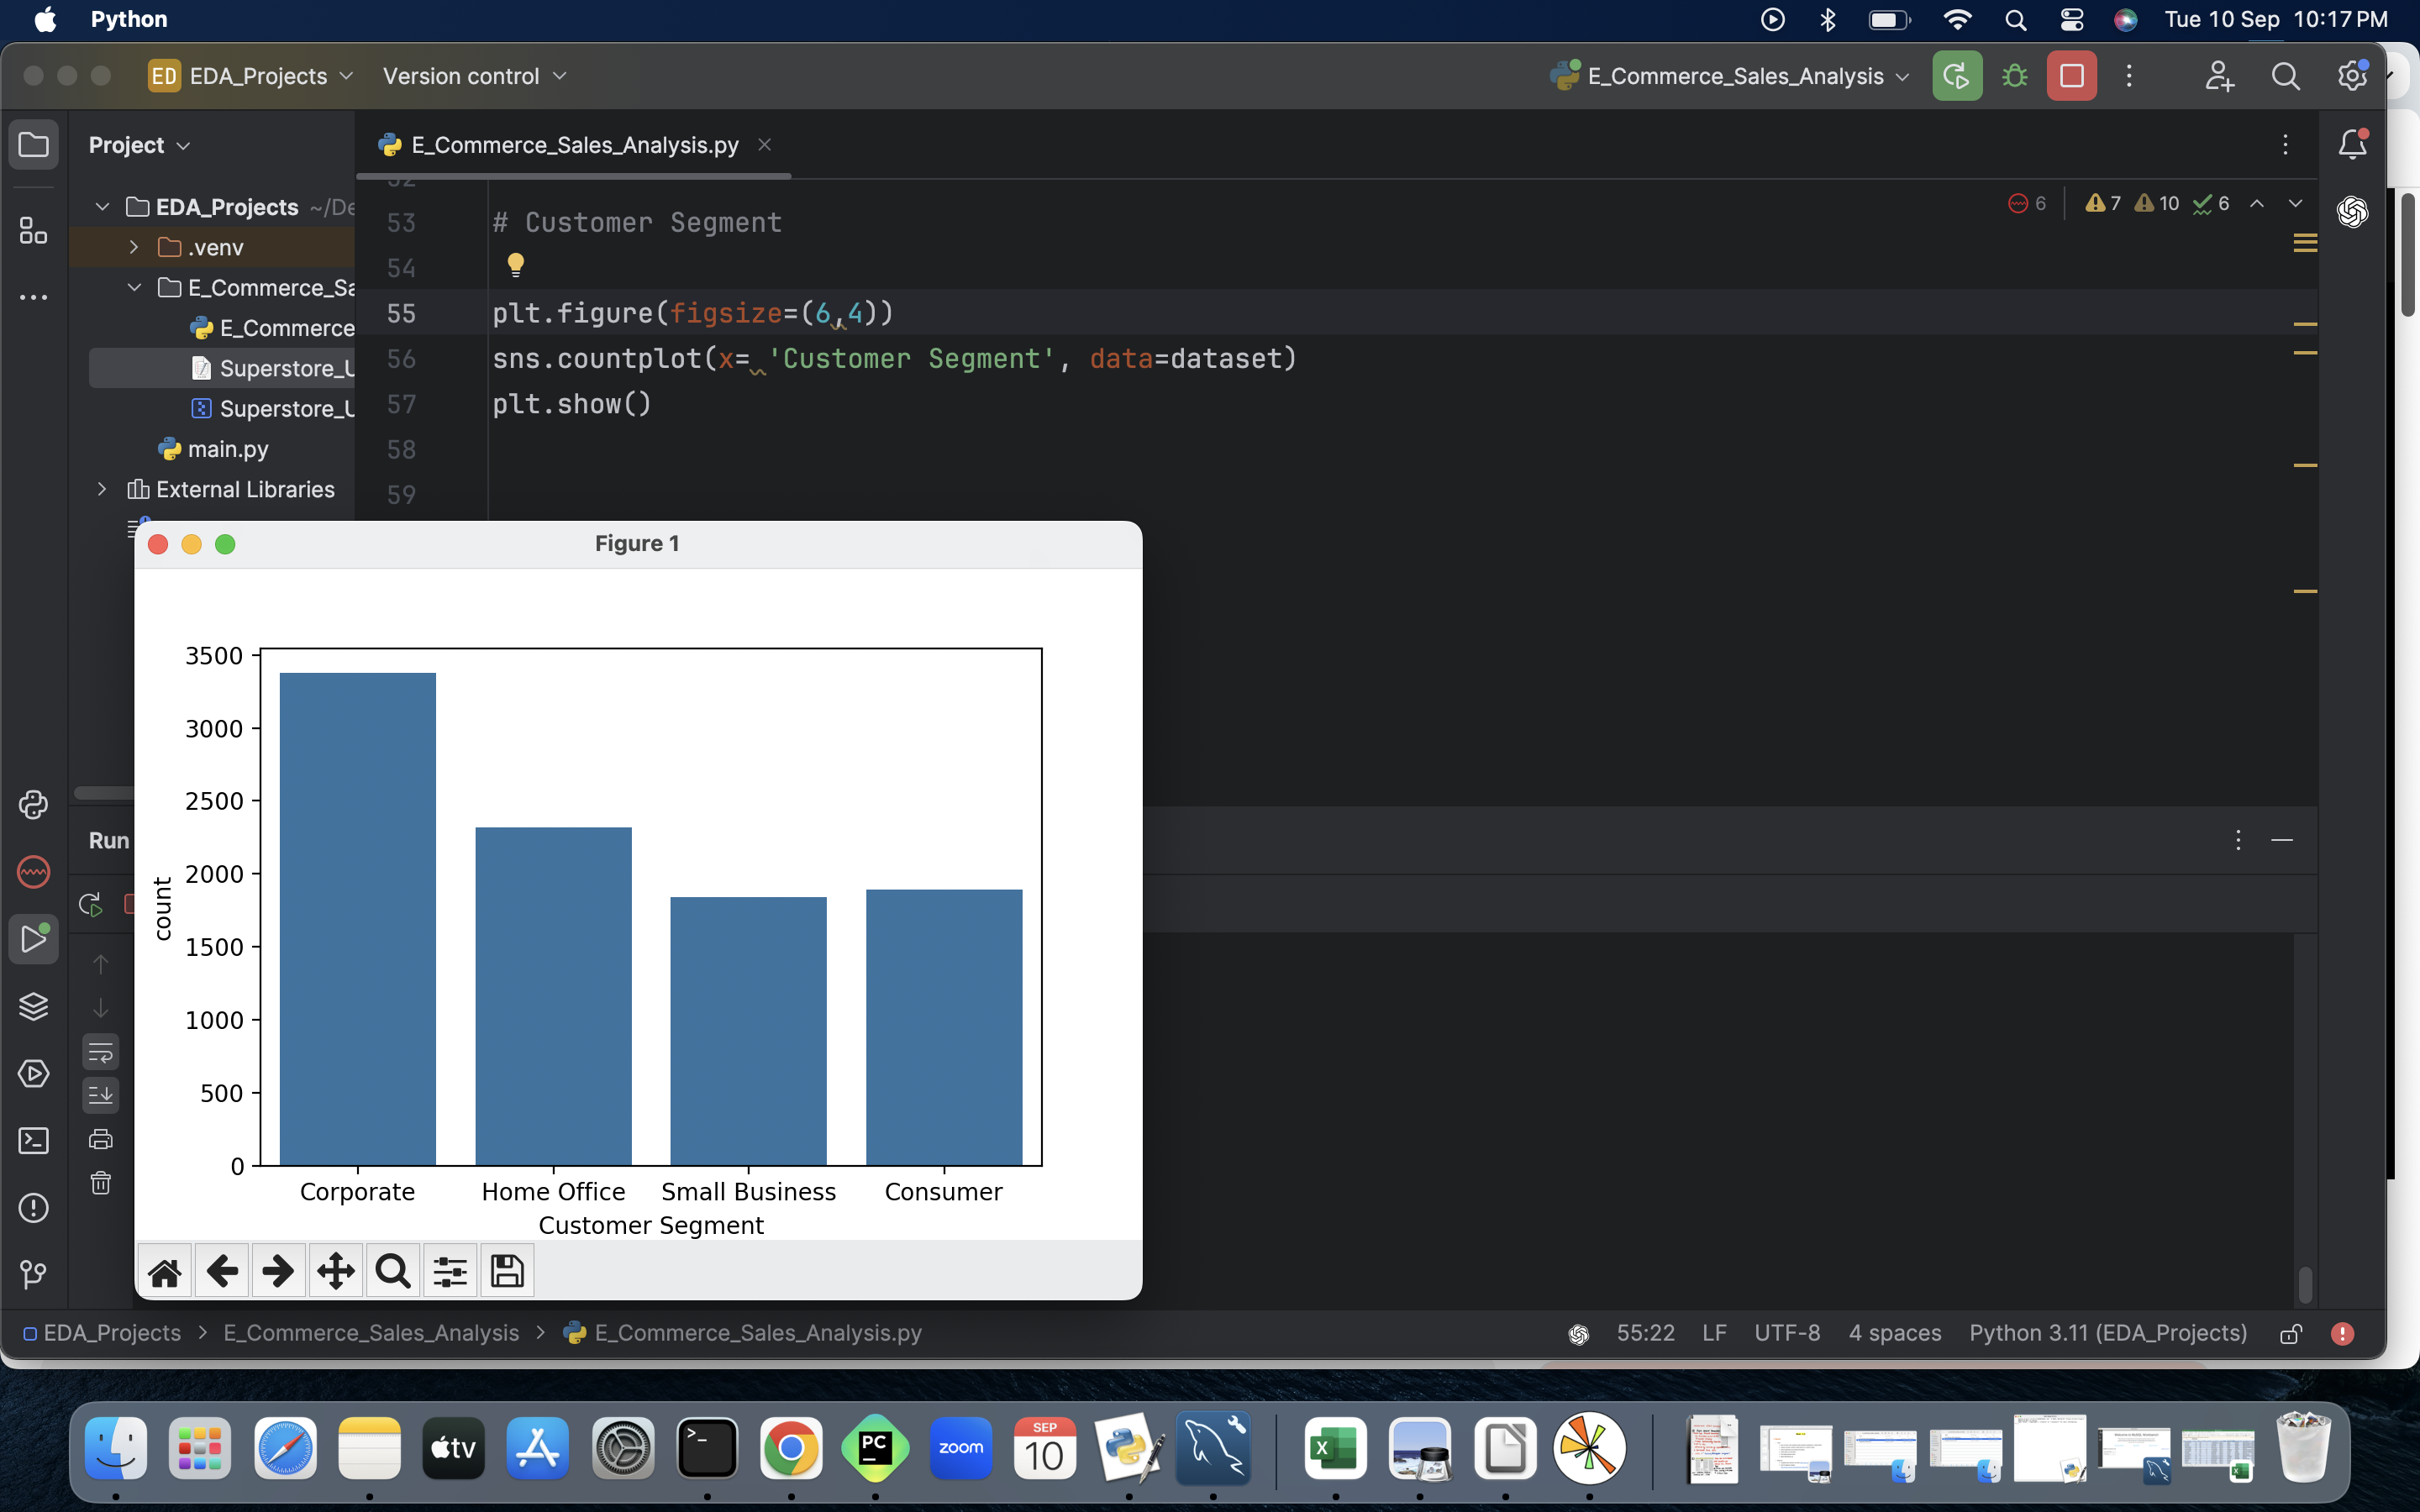 Python
Tue 10 Sep 10:17 PM
ED EDA_Projects
Version control
E_Commerce_Sales_Analysis
Project
E_Commerce_Sales_Analysis.py
EDA_Projects ~/De
.venv
E_Commerce_Sa
E_Commerce
Superstore_U
Superstore_U
main.py
External Libraries
6 7 10 6
53 # Customer Segment
54
55 plt.figure(figsize=(6,4))
56 sns.countplot(x= 'Customer Segment', data=dataset)
57 plt.show()
58
59
Figure 1
3500
3000
2500
2000
1500
1000
500
0
count
Corporate Home Office Small Business Consumer
Customer Segment
Run
EDA_Projects > E_Commerce_Sales_Analysis > E_Commerce_Sales_Analysis.py
55:22 LF UTF-8 4 spaces Python 3.11 (EDA_Projects)
tv
PC
zoom
SEP
10
X